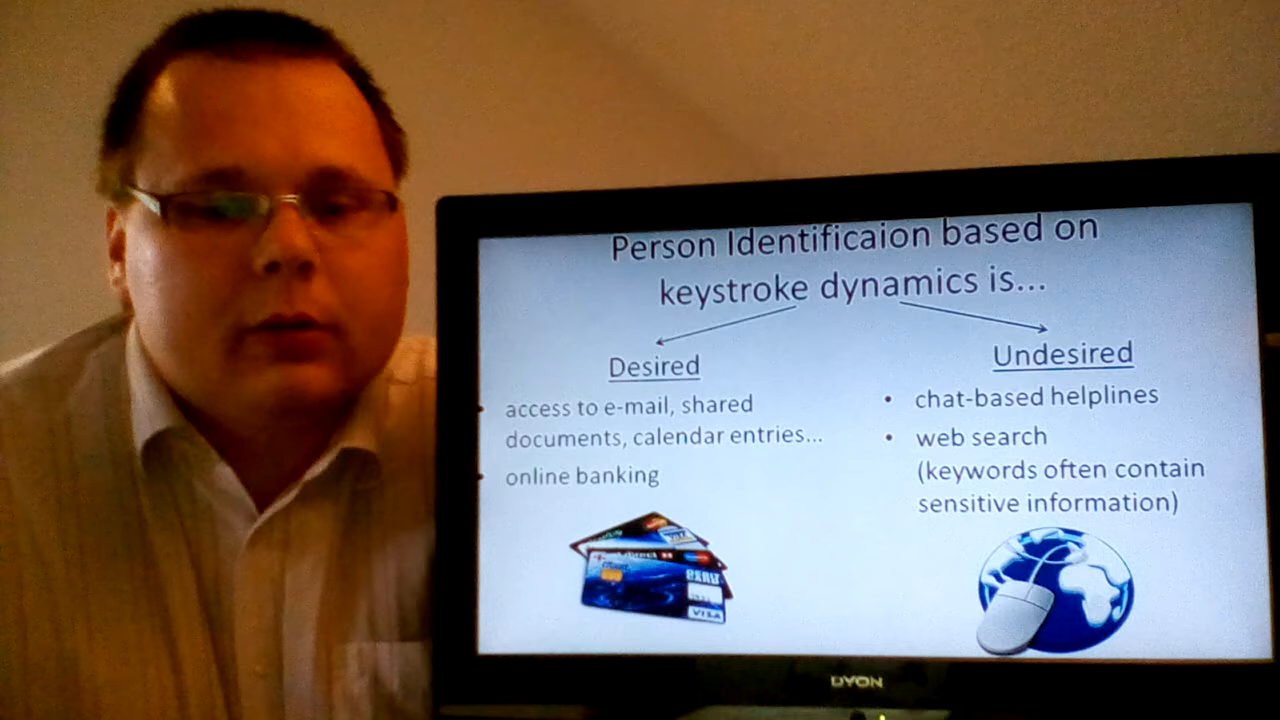 Person Identificaion based on
keystroke dynamics is...
Desired
• access to e-mail, shared
documents, calendar entries...
• online banking
VISA
Undesired
• chat-based helplines
• web search
(keywords often contain
sensitive information)
DYON